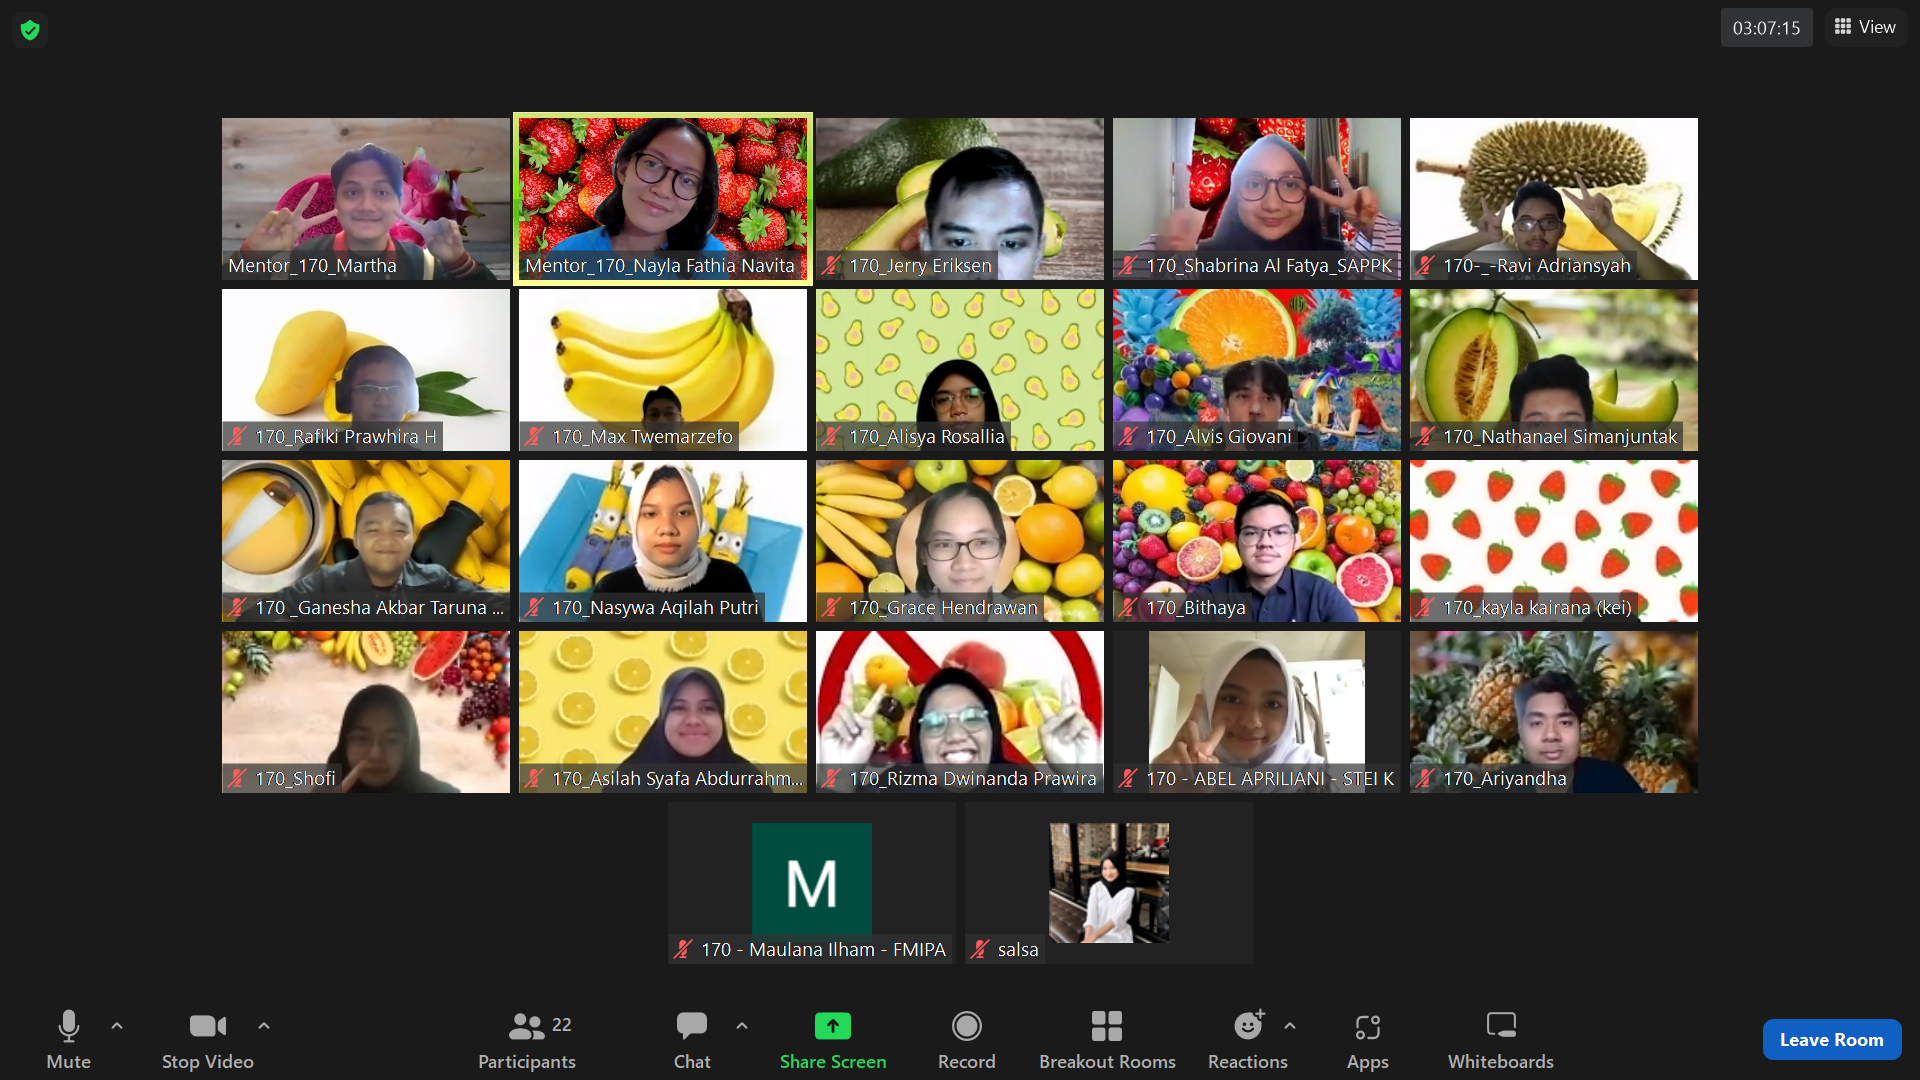 03:07:15
View
Mentor_170_Martha
Mentor_170_Nayla Fathia Navita
170_Jerry Eriksen
170_Shabrina Al Fatya_SAPPK
170-_-Ravi Adriansyah
170_Rafiki Prawhira H
170_Max Twemarzefo
170_Alisya Rosallia
170_Alvis Giovani
170_Nathanael Simanjuntak
170 _Ganesha Akbar Taruna ...
170_Nasywa Aqilah Putri
170_Grace Hendrawan
170_Bithaya
170_kayla kairana (kei)
170_Shofi
170_Asilah Syafa Abdurrahm...
170_Rizma Dwinanda Prawira
170 - ABEL APRILIANI - STEI K
170_Ariyandha
M
170 - Maulana Ilham - FMIPA
salsa
Mute
Stop Video
22
Participants
Chat
Share Screen
Record
Breakout Rooms
Reactions
Apps
Whiteboards
Leave Room